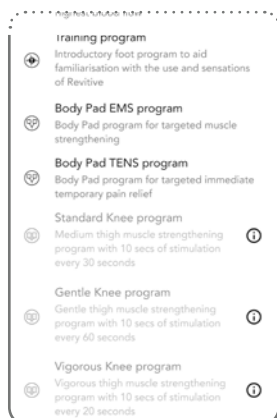 Training program
Introductory foot program to aid
familiarisation with the use and sensations
of Revitive
Body Pad EMS program
Body Pad program for targeted muscle
strengthening
Body Pad TENS program
Body Pad program for targeted immediate
temporary pain relief
Standard Knee program
Medium thigh muscle strengthening
program with 10 secs of stimulation
every 30 seconds
Gentle Knee program
Gentle thigh muscle strengthening
program with 10 secs of stimulation
every 60 seconds
Vigorous Knee program
Vigorous thigh muscle strengthening
program with 10 secs of stimulation
every 20 seconds